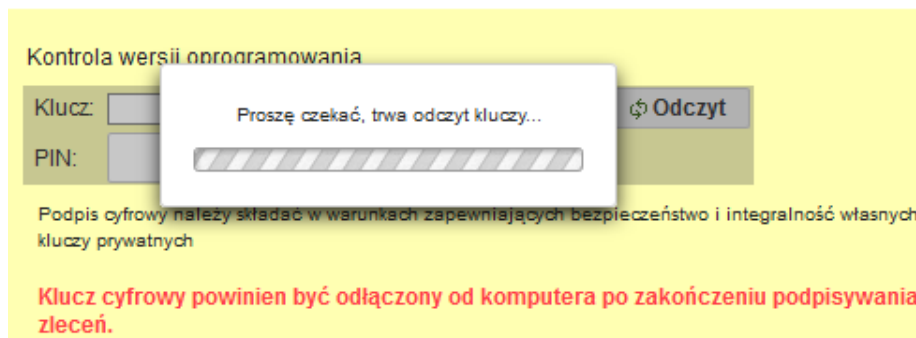 Kontrola wersji oprogramowania
Proszę czekać, trwa odczyt kluczy...
Klucz:
Odczyt
PIN:
Podpis cyfrowy należy składać w warunkach zapewniających bezpieczeństwo i integralność własnych
kluczy prywatnych
Klucz cyfrowy powinien być odłączony od komputera po zakończeniu podpisywania
zleceń.